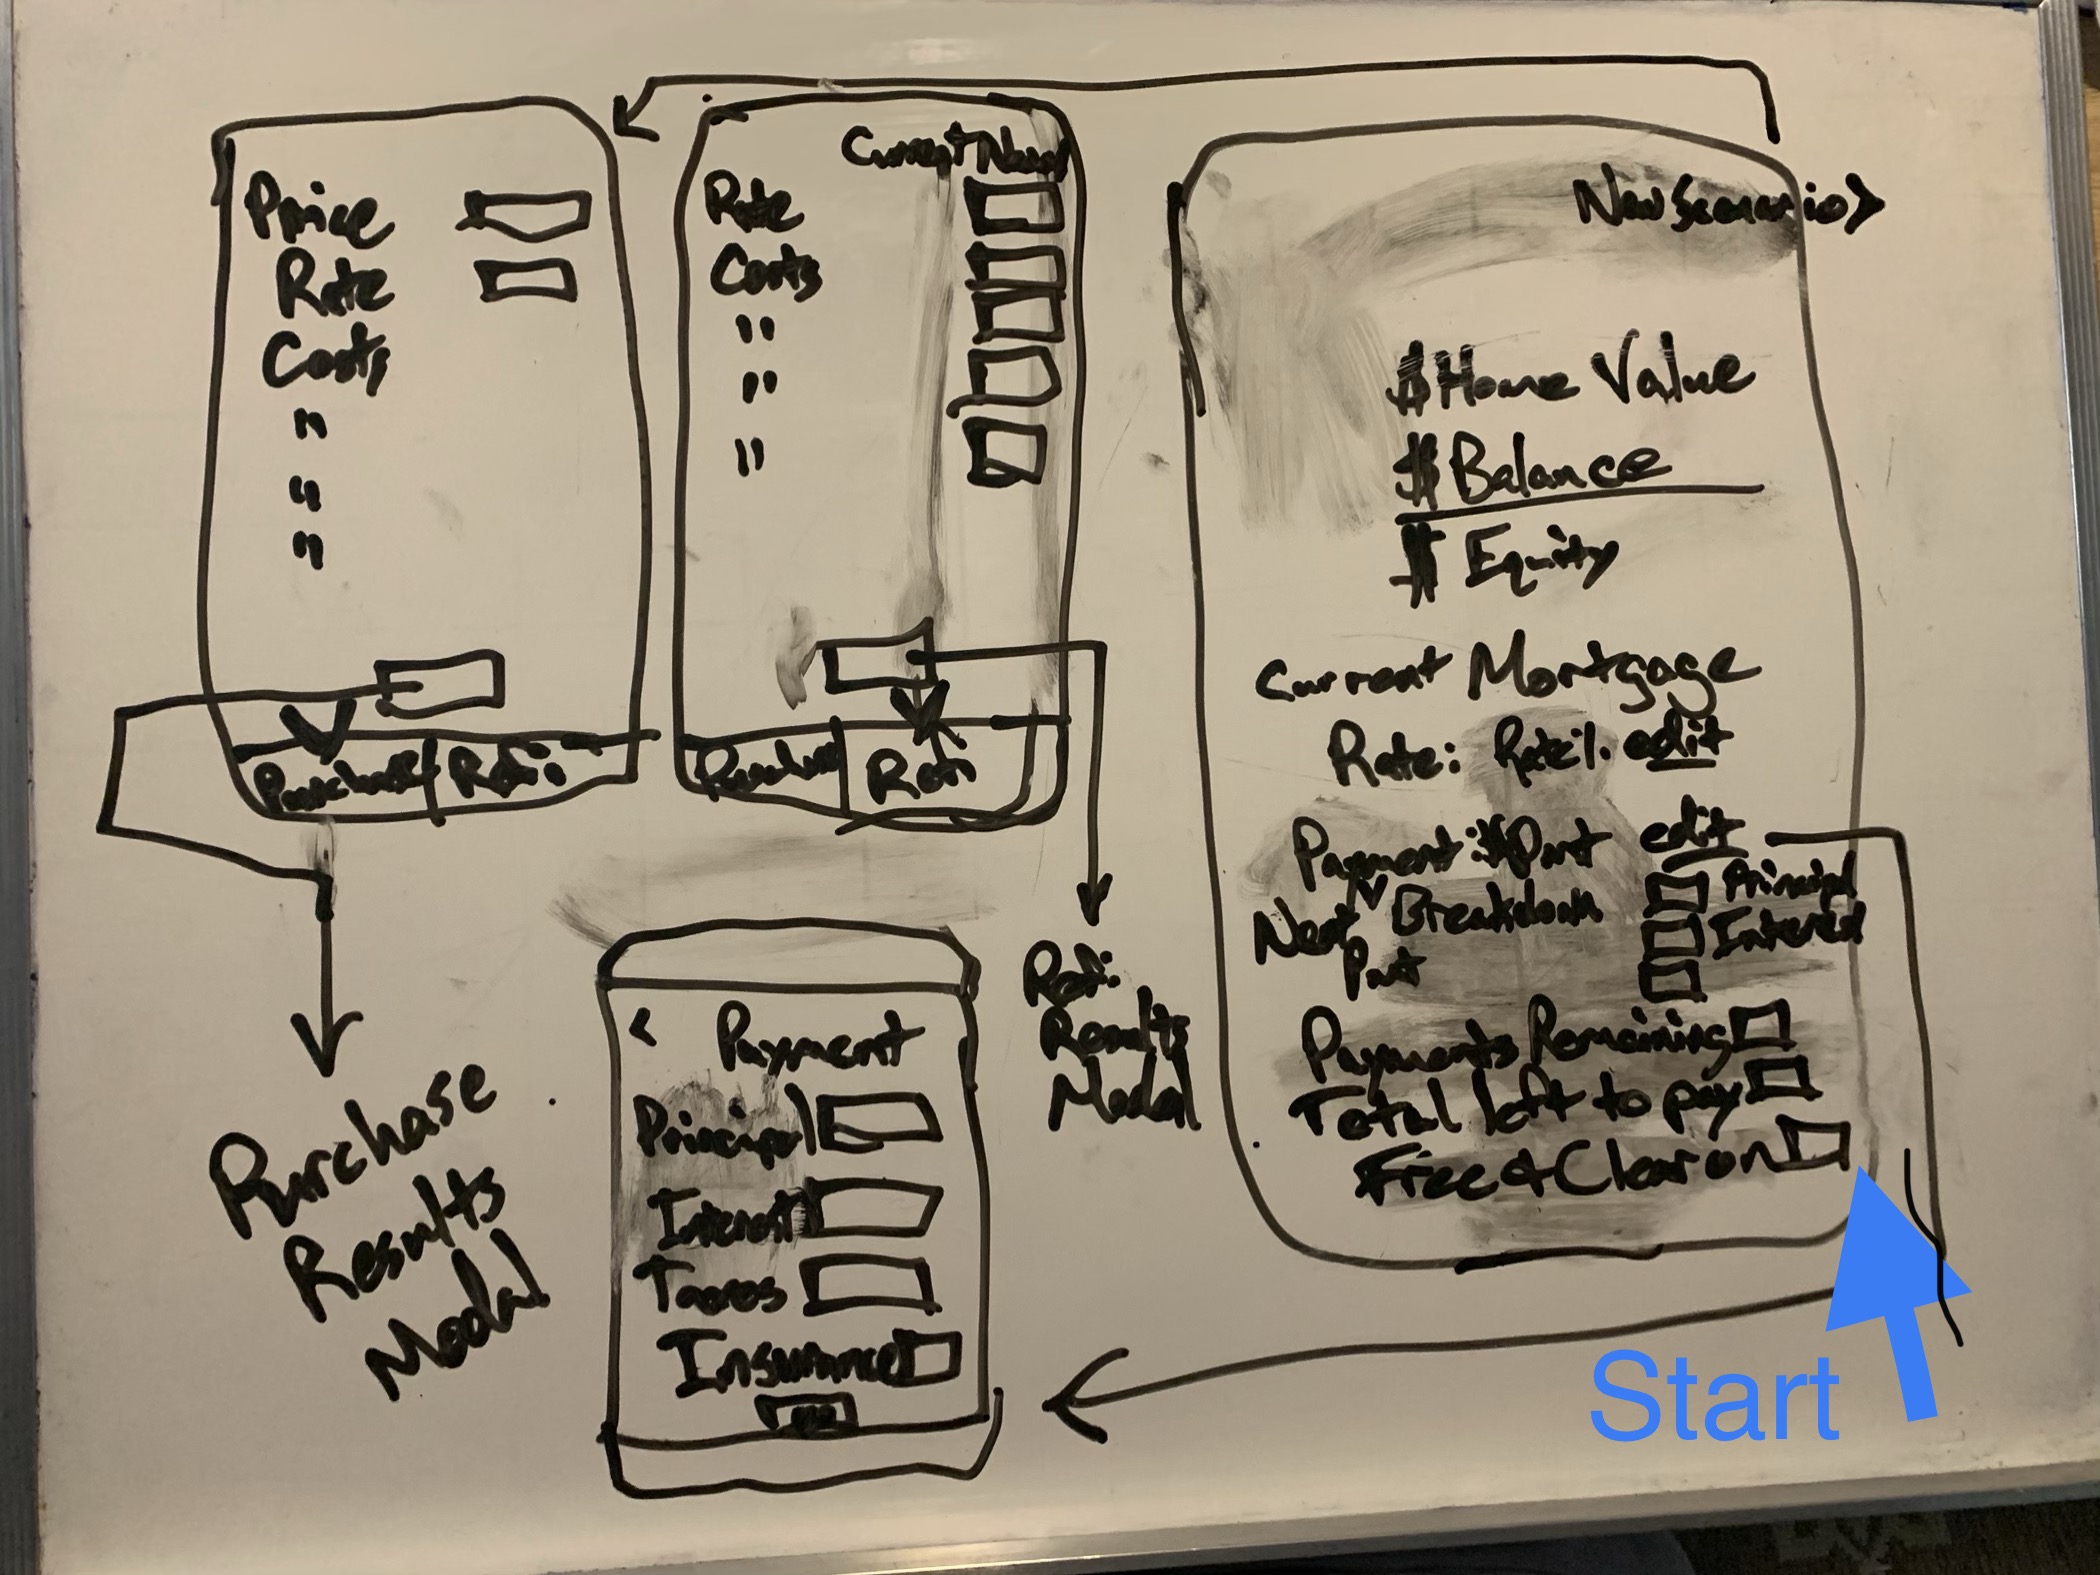 Price
Rate
Costs
"
"
"
Purchase Refi
Purchase
Results
Modal
Current New
Rate
Costs
"
"
"
Purchase Refi
Refi
Results
Modal
< Payment
Principal
Interest
Taxes
Insurance
New Scenario >
$ Home Value
$ Balance
$ Equity
Current Mortgage
Rate: Rate%. edit
Payment: $Pmt edit
Next Breakdown
Pmt
Principal
Interest
Payments Remaining
Total left to pay
Free & Clear on
Start